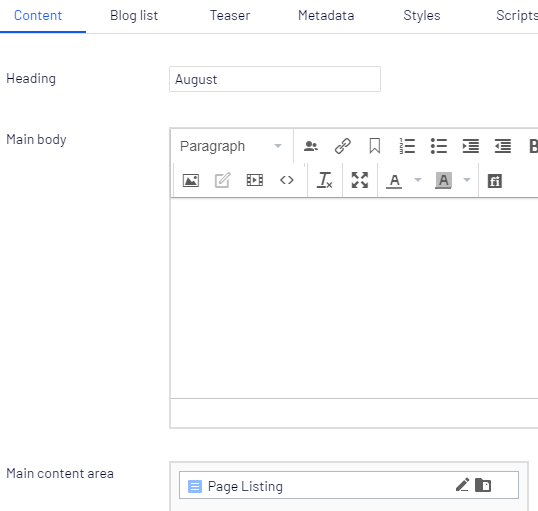 Content Blog list Teaser Metadata Styles Scripts
Heading August
Main body
Paragraph B
A A
Main content area
Page Listing